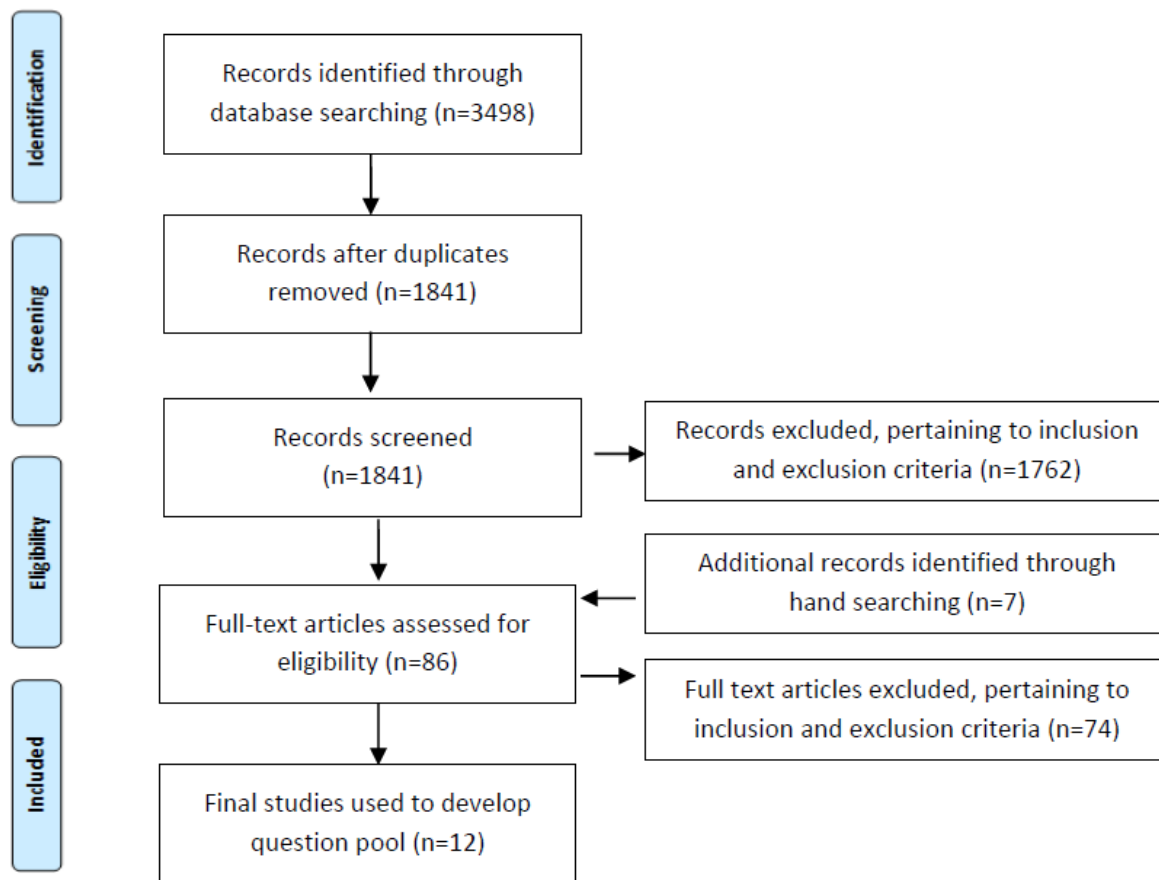 Identification
Records identified through
database searching (n=3498)
Records after duplicates
removed (n=1841)
Screening
Records screened
(n=1841)
Records excluded, pertaining to inclusion
and exclusion criteria (n=1762)
Eligibility
Additional records identified through
hand searching (n=7)
Full-text articles assessed for
eligibility (n=86)
Full text articles excluded, pertaining to
inclusion and exclusion criteria (n=74)
Included
Final studies used to develop
question pool (n=12)